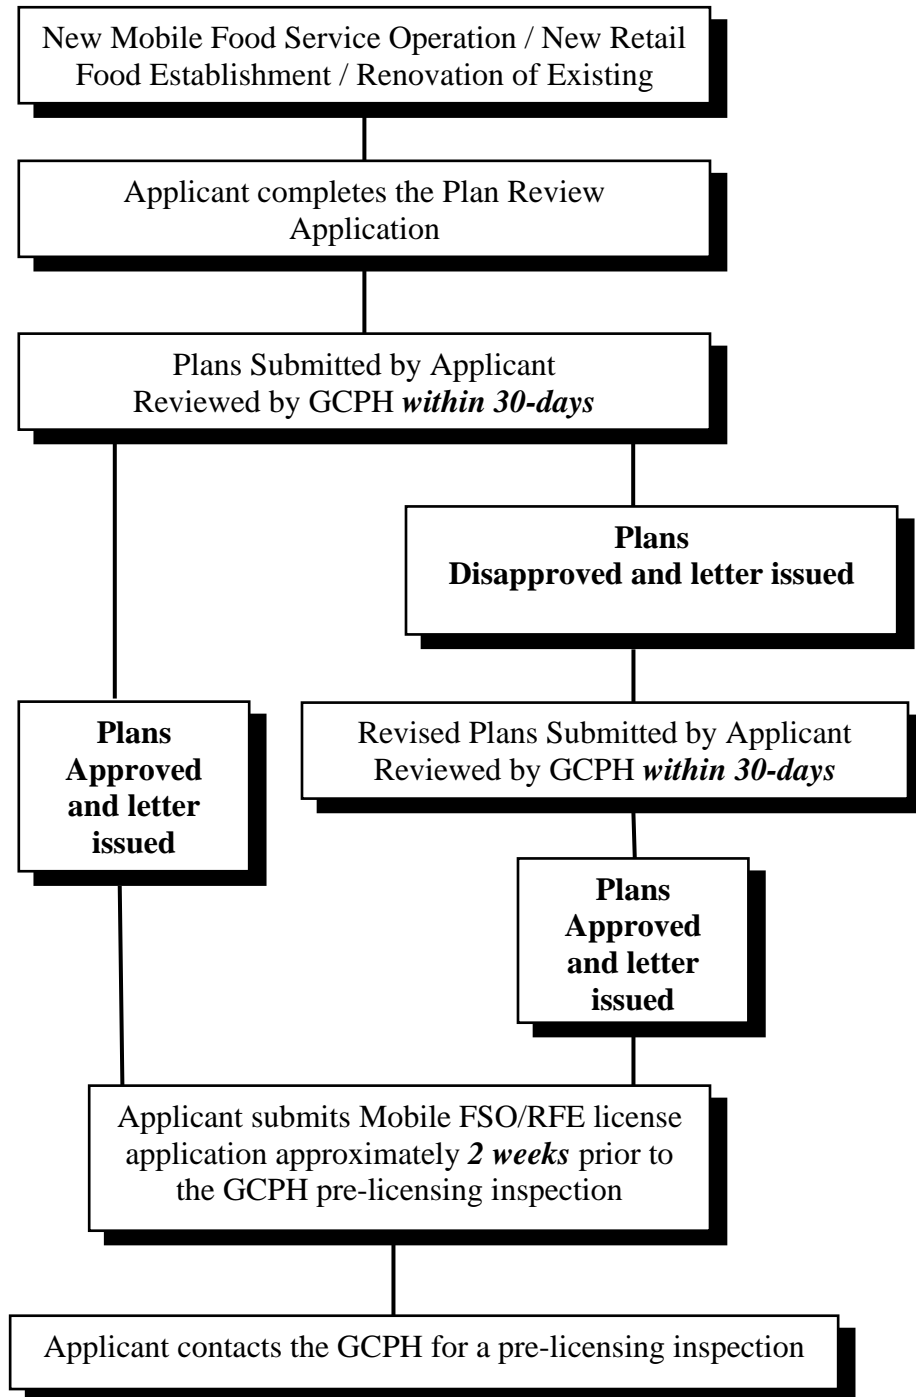 New Mobile Food Service Operation / New Retail
Food Establishment / Renovation of Existing
Applicant completes the Plan Review
Application
Plans Submitted by Applicant
Reviewed by GCPH within 30-days
Plans
Disapproved and letter issued
Plans
Approved
and letter
issued
Revised Plans Submitted by Applicant
Reviewed by GCPH within 30-days
Plans
Approved
and letter
issued
Applicant submits Mobile FSO/RFE license
application approximately 2 weeks prior to
the GCPH pre-licensing inspection
Applicant contacts the GCPH for a pre-licensing inspection